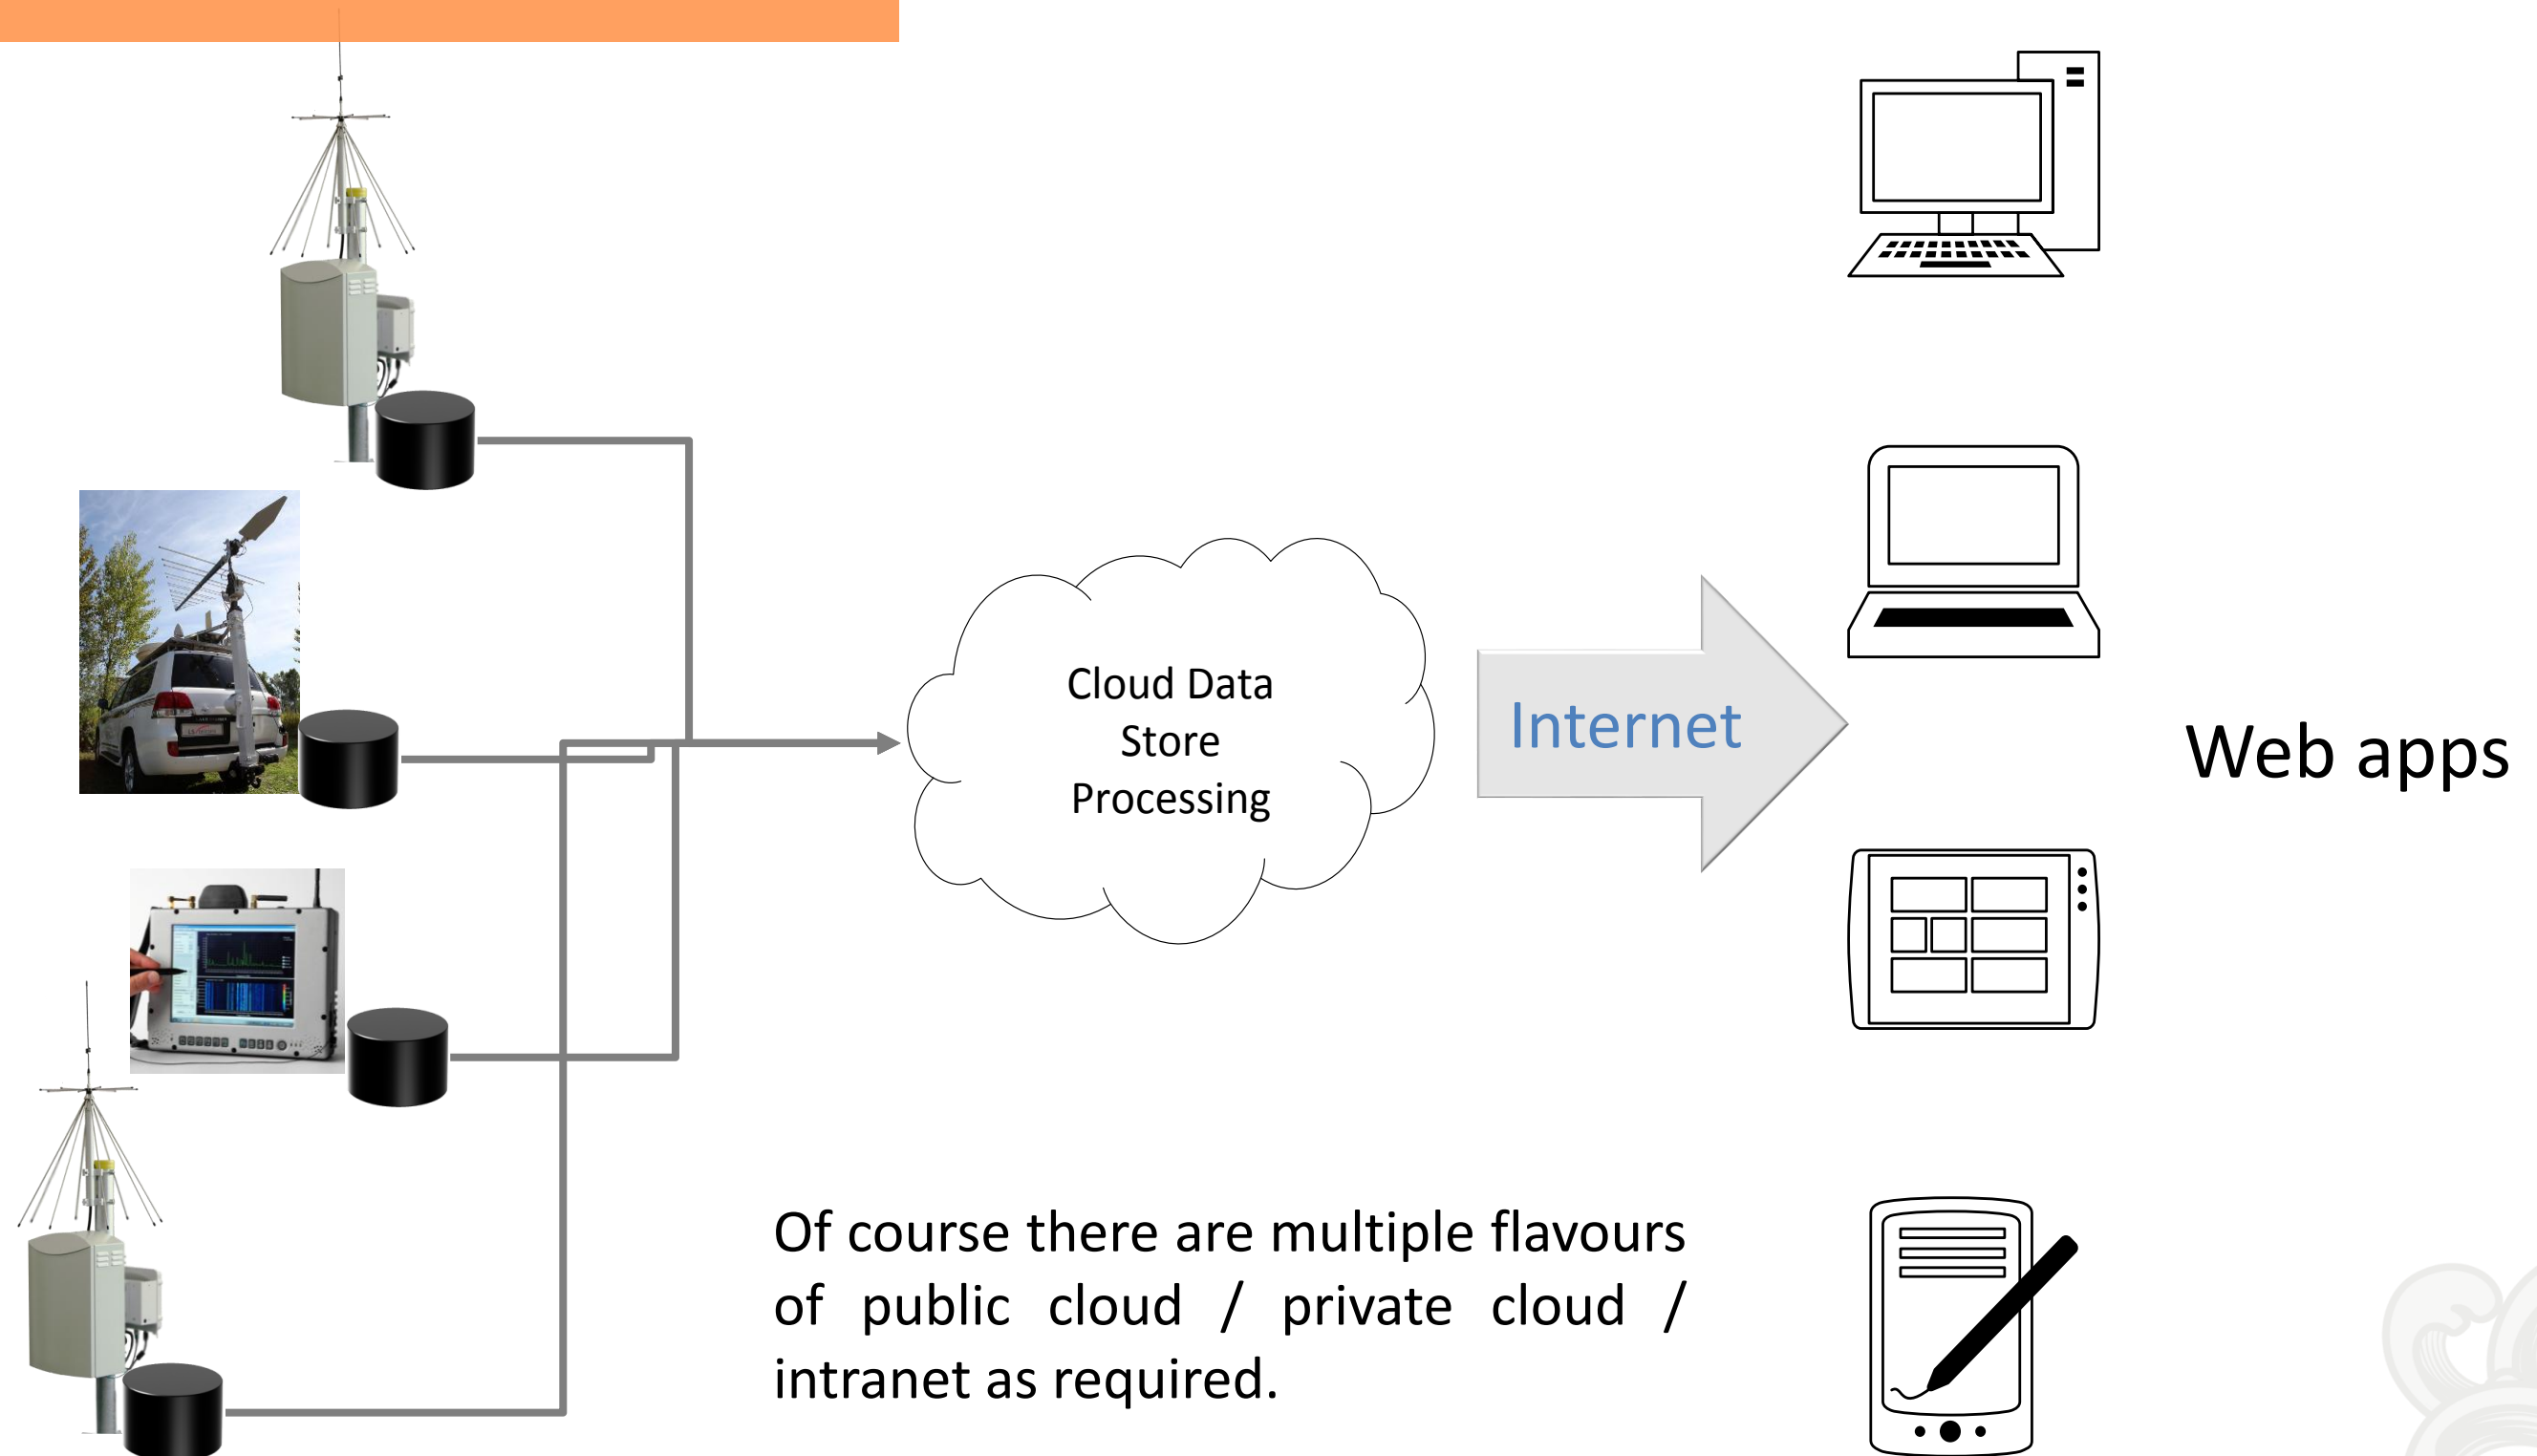 Cloud Data
Store
Processing
Internet
Web apps
Of course there are multiple flavours
of public cloud / private cloud /
intranet as required.